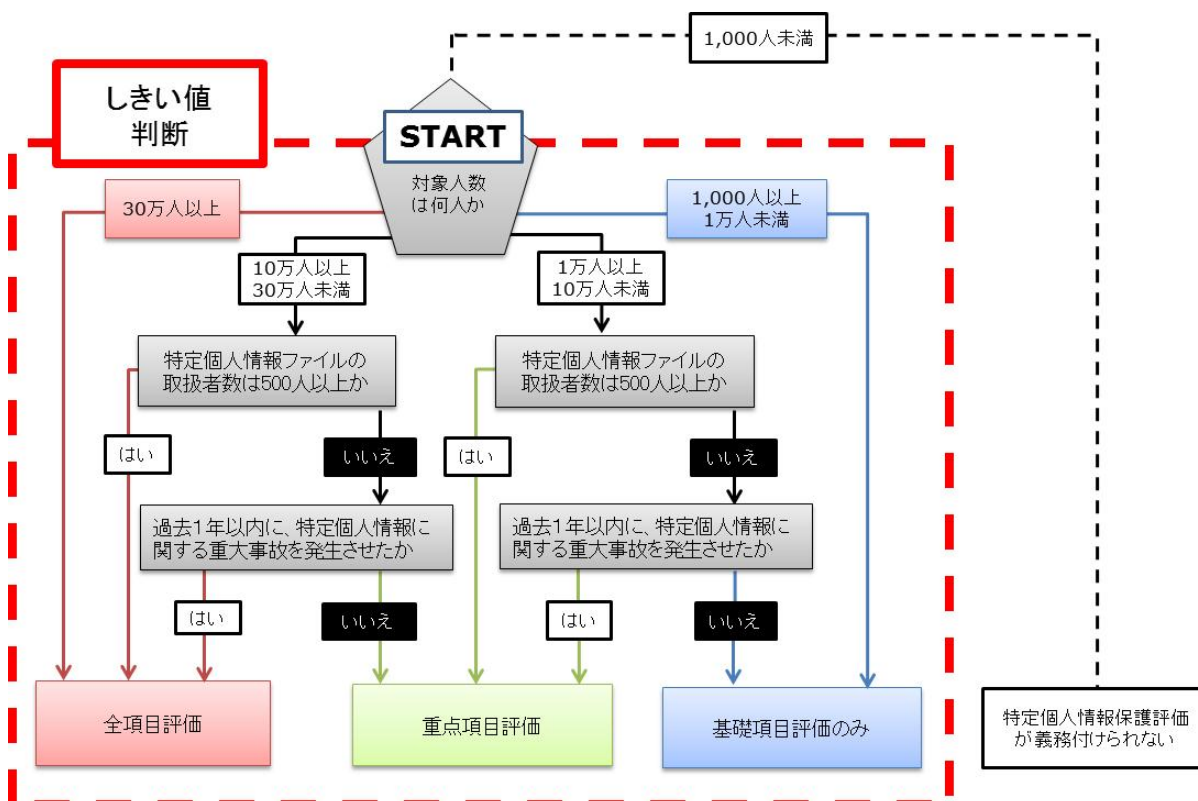 1,000人未満
しきい値
判断
START
対象人数
は何人か
30万人以上
1,000人以上
1万人未満
10万人以上
30万人未満
1万人以上
10万人未満
特定個人情報ファイルの
取扱者数は500人以上か
特定個人情報ファイルの
取扱者数は500人以上か
はい
いいえ
はい
いいえ
過去1年以内に、特定個人情報に
関する重大事故を発生させたか
過去1年以内に、特定個人情報に
関する重大事故を発生させたか
はい
いいえ
はい
いいえ
全項目評価
重点項目評価
基礎項目評価のみ
特定個人情報保護評価
が義務付けられない